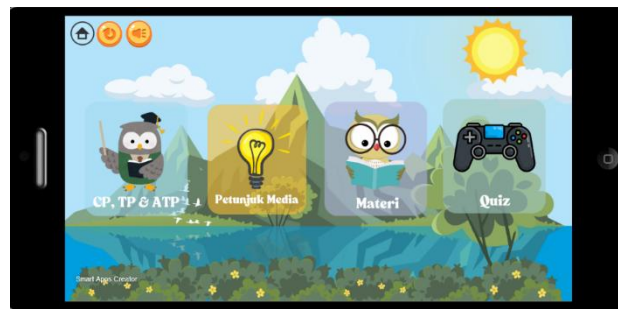 CP, TP & ATP
Petunjuk Media
Materi
Quiz
Smart Apps Creator